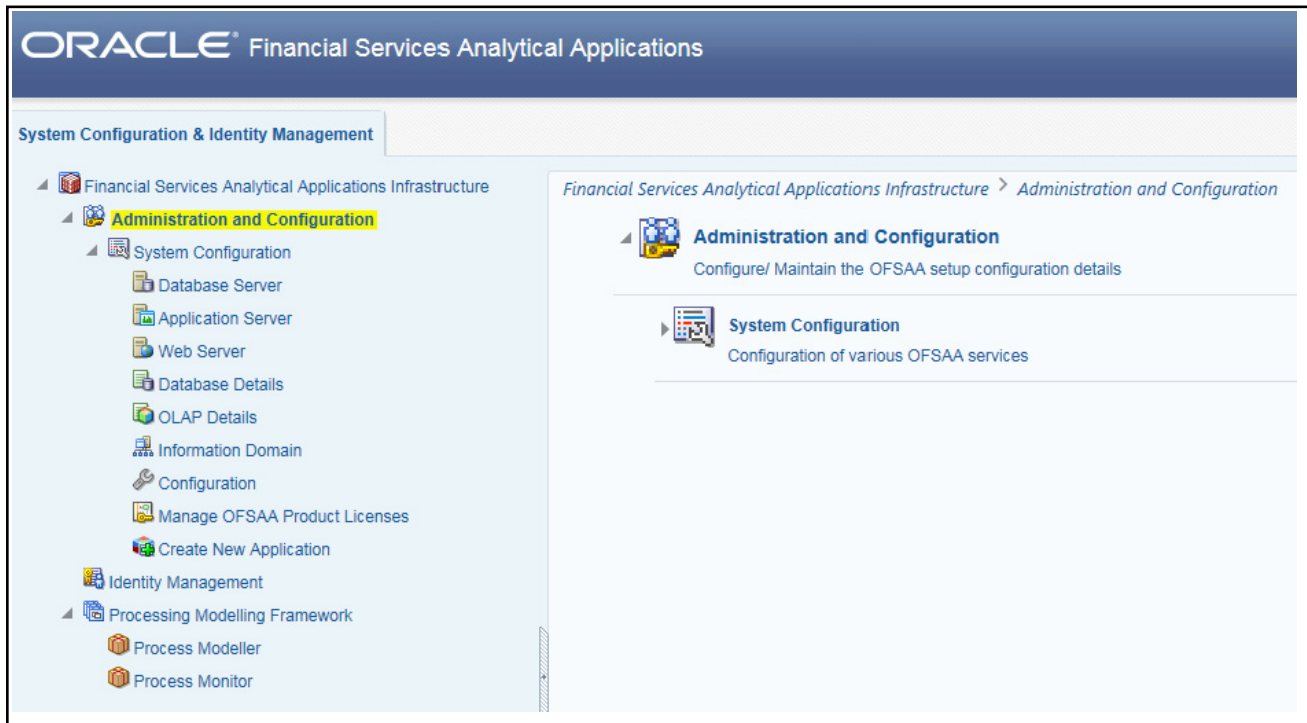 ORACLE® Financial Services Analytical Applications
System Configuration & Identity Management
Financial Services Analytical Applications Infrastructure
Administration and Configuration
System Configuration
Database Server
Application Server
Web Server
Database Details
OLAP Details
Information Domain
Configuration
Manage OFSAA Product Licenses
Create New Application
Identity Management
Processing Modelling Framework
Process Modeller
Process Monitor
Financial Services Analytical Applications Infrastructure > Administration and Configuration
Administration and Configuration
Configure/ Maintain the OFSAA setup configuration details
System Configuration
Configuration of various OFSAA services